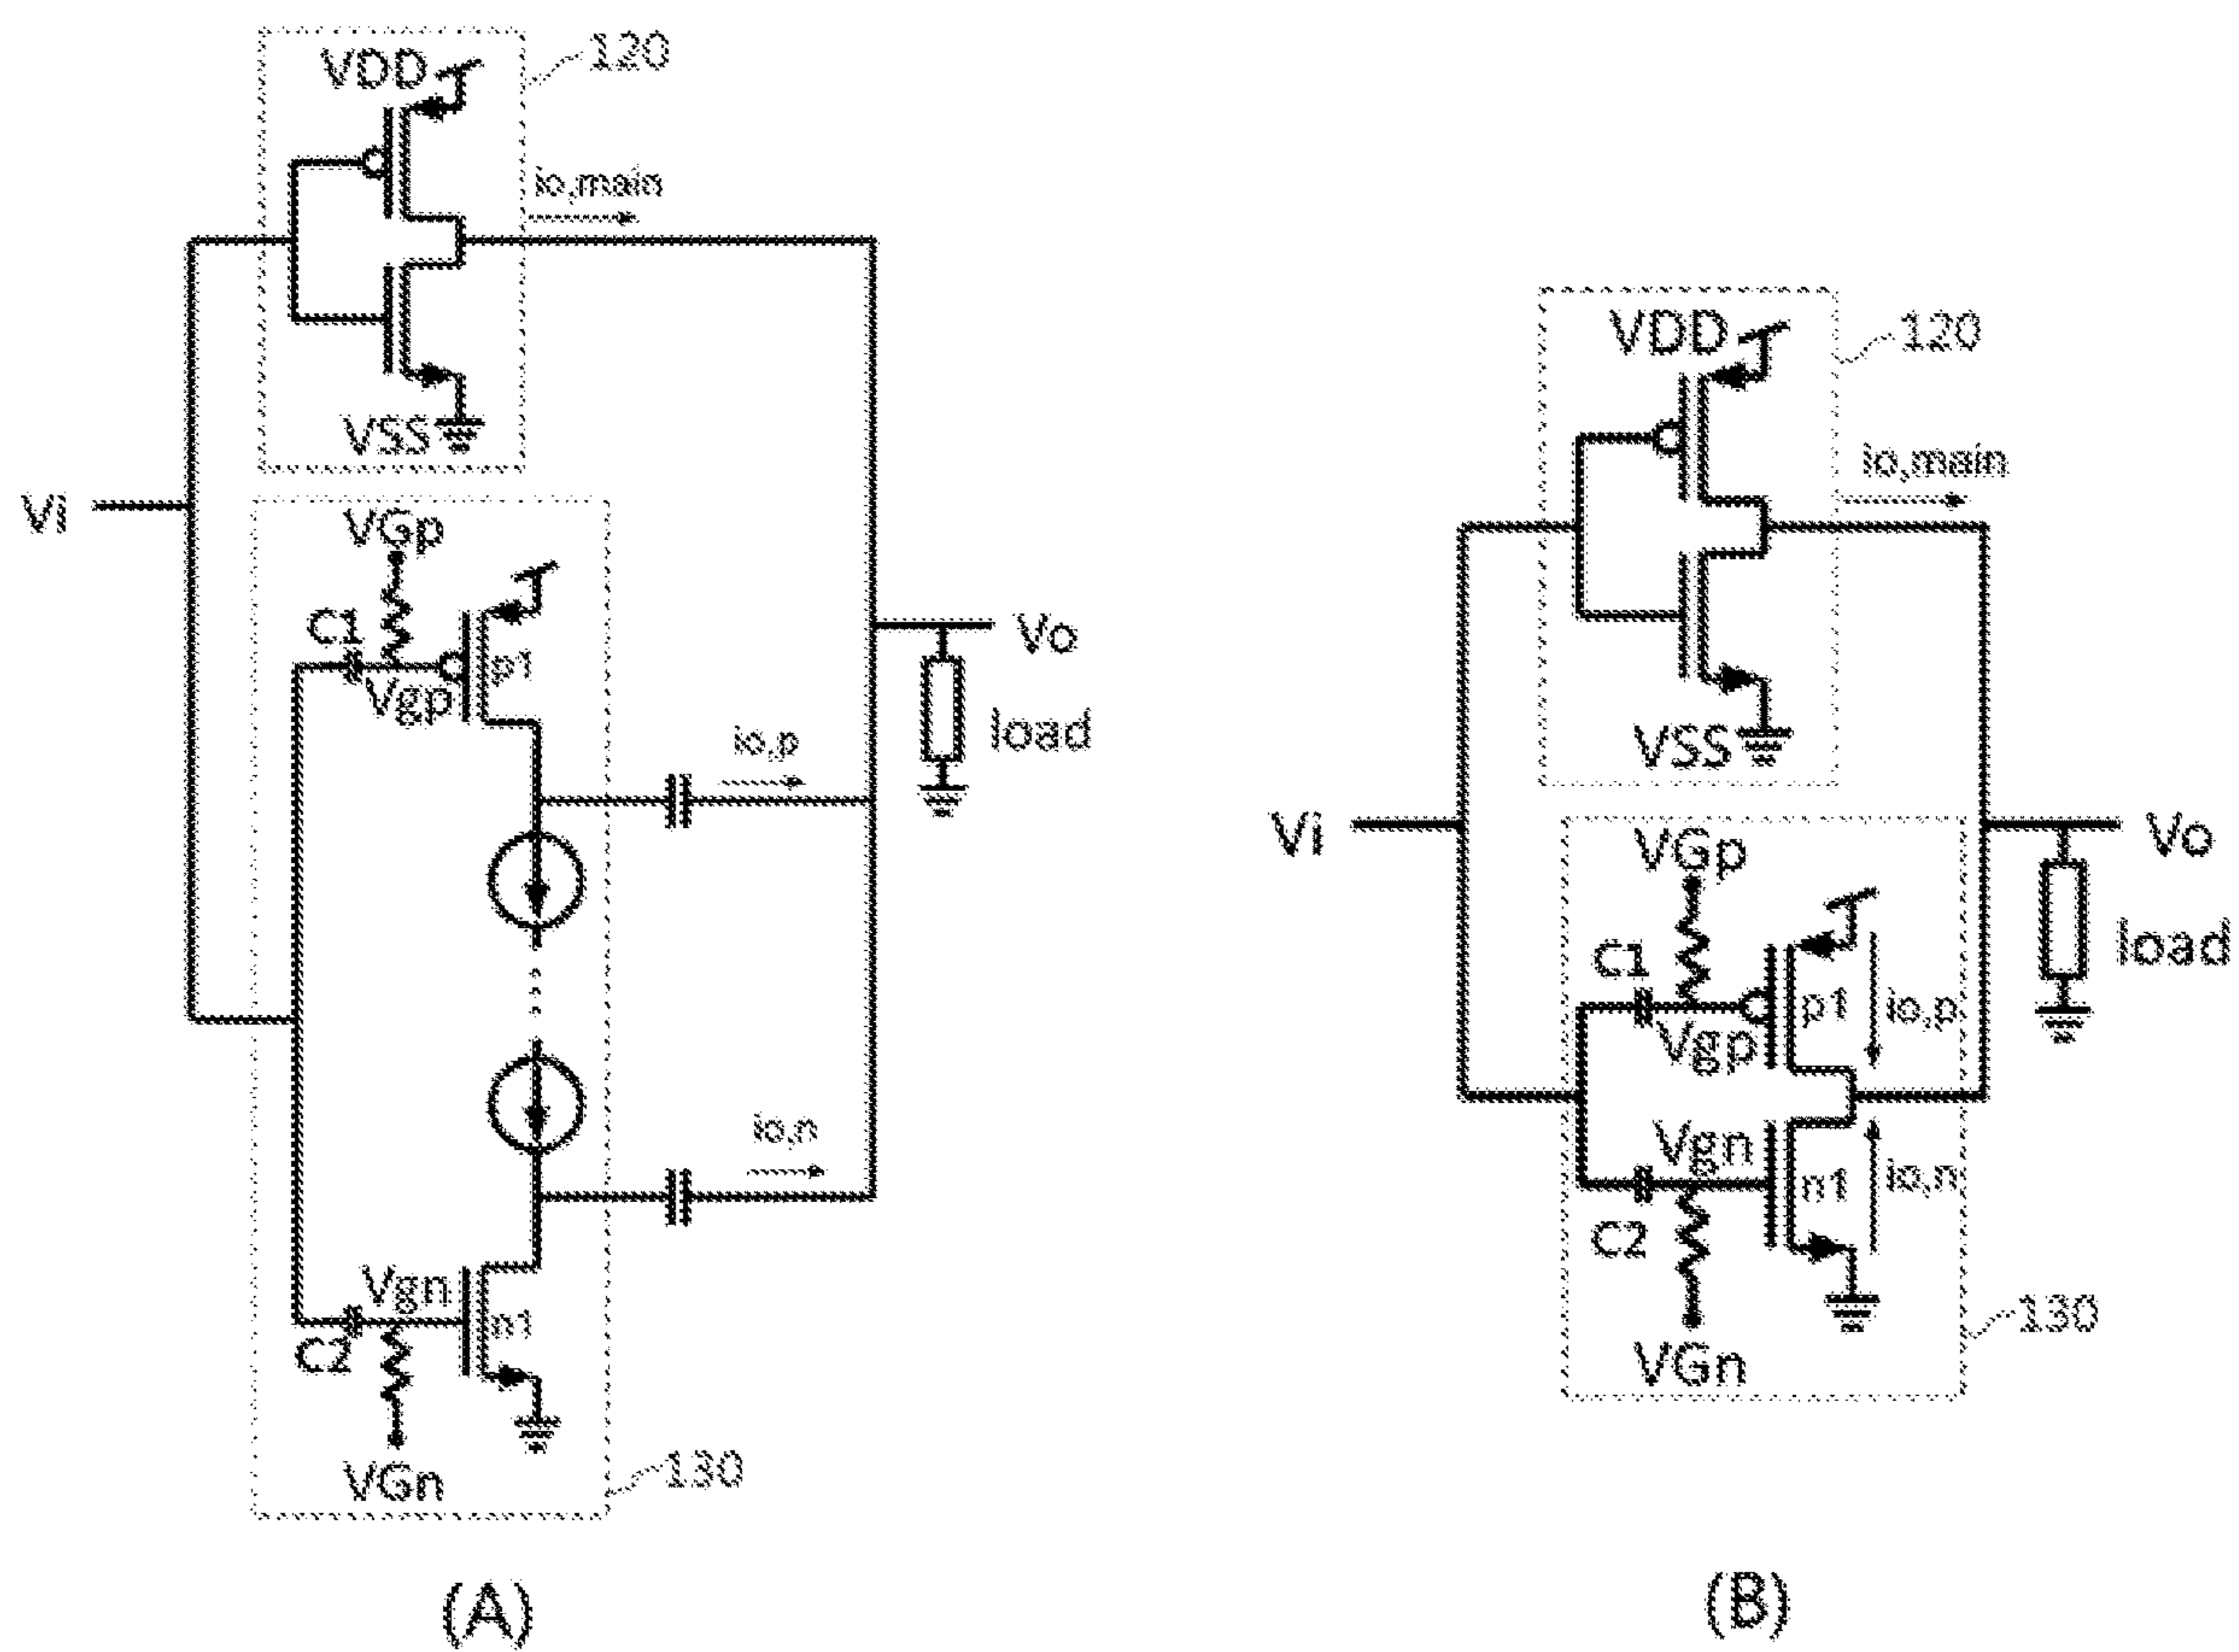 VDD
120
io,main
VSS
Vi
VGp
C1
p1
Vgp
Vo
load
io,p
io,n
Vgn
n1
C2
VGn
130
(A)
VDD
120
io,main
VSS
Vi
VGp
Vo
load
C1
p1
io,p
Vgp
Vgn
n1
io,n
C2
VGn
130
(B)